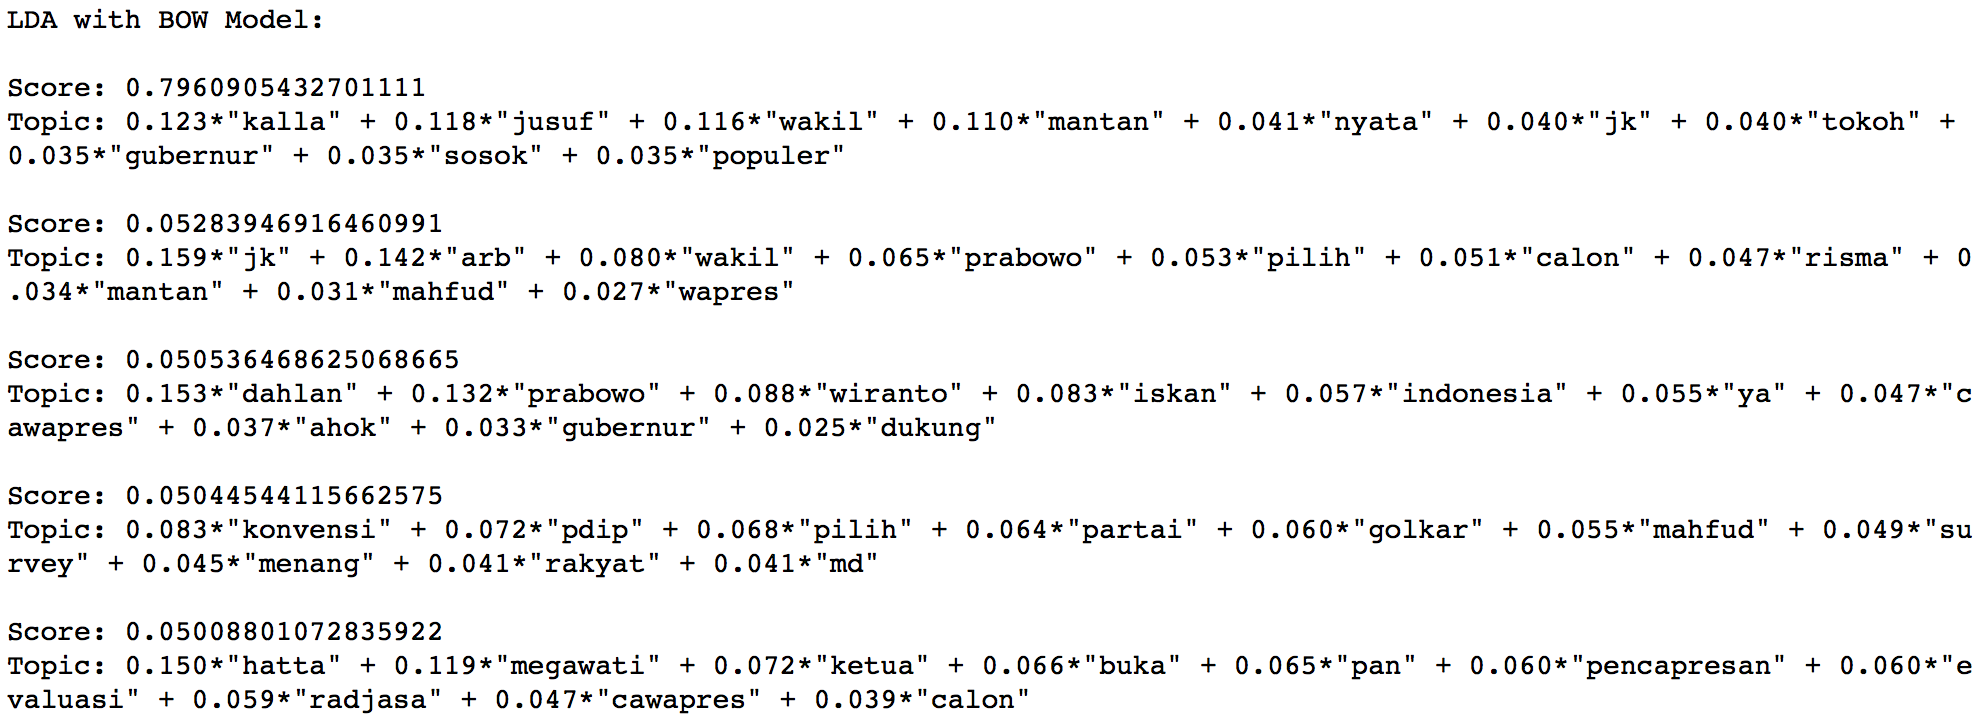 LDA with BOW Model:
Score: 0.7960905432701111
Topic: 0.123*"kalla" + 0.118*"jusuf" + 0.116*"wakil" + 0.110*"mantan" + 0.041*"nyata" + 0.040*"jk" + 0.040*"tokoh" +
0.035*"gubernur" + 0.035*"sosok" + 0.035*"populer"
Score: 0.05283946916460991
Topic: 0.159*"jk" + 0.142*"arb" + 0.080*"wakil" + 0.065*"prabowo" + 0.053*"pilih" + 0.051*"calon" + 0.047*"risma" + 0
.034*"mantan" + 0.031*"mahfud" + 0.027*"wapres"
Score: 0.050536468625068665
Topic: 0.153*"dahlan" + 0.132*"prabowo" + 0.088*"wiranto" + 0.083*"iskan" + 0.057*"indonesia" + 0.055*"ya" + 0.047*"c
awapres" + 0.037*"ahok" + 0.033*"gubernur" + 0.025*"dukung"
Score: 0.05044544115662575
Topic: 0.083*"konvensi" + 0.072*"pdip" + 0.068*"pilih" + 0.064*"partai" + 0.060*"golkar" + 0.055*"mahfud" + 0.049*"su
rvey" + 0.045*"menang" + 0.041*"rakyat" + 0.041*"md"
Score: 0.05008801072835922
Topic: 0.150*"hatta" + 0.119*"megawati" + 0.072*"ketua" + 0.066*"buka" + 0.065*"pan" + 0.060*"pencapresan" + 0.060*"e
valuasi" + 0.059*"radjasa" + 0.047*"cawapres" + 0.039*"calon"